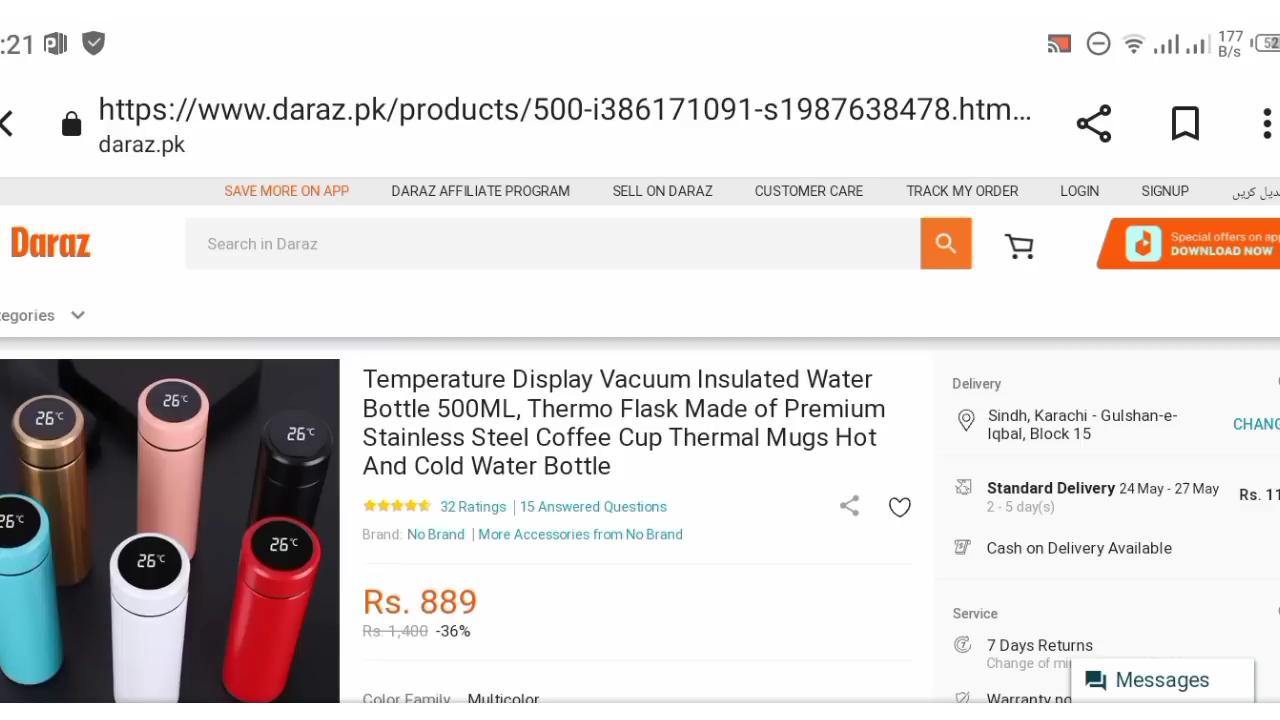 :21
177
B/s
52
https://www.daraz.pk/products/500-i386171091-s1987638478.htm...
daraz.pk
SAVE MORE ON APP DARAZ AFFILIATE PROGRAM SELL ON DARAZ CUSTOMER CARE TRACK MY ORDER LOGIN SIGNUP کریں
Daraz
Search in Daraz
Special offers on app
DOWNLOAD NOW
tegories
26°C
26°C
26°C
26°C
26°C
26°C
Temperature Display Vacuum Insulated Water
Bottle 500ML, Thermo Flask Made of Premium
Stainless Steel Coffee Cup Thermal Mugs Hot
And Cold Water Bottle
32 Ratings | 15 Answered Questions
Brand: No Brand | More Accessories from No Brand
Rs. 889
Rs. 1,400 -36%
Color Family Multicolor
Delivery
Sindh, Karachi - Gulshan-e-
Iqbal, Block 15
CHANG
Standard Delivery 24 May - 27 May
Rs. 11
2 - 5 day(s)
Cash on Delivery Available
Service
7 Days Returns
Change of mi
Warranty no
Messages